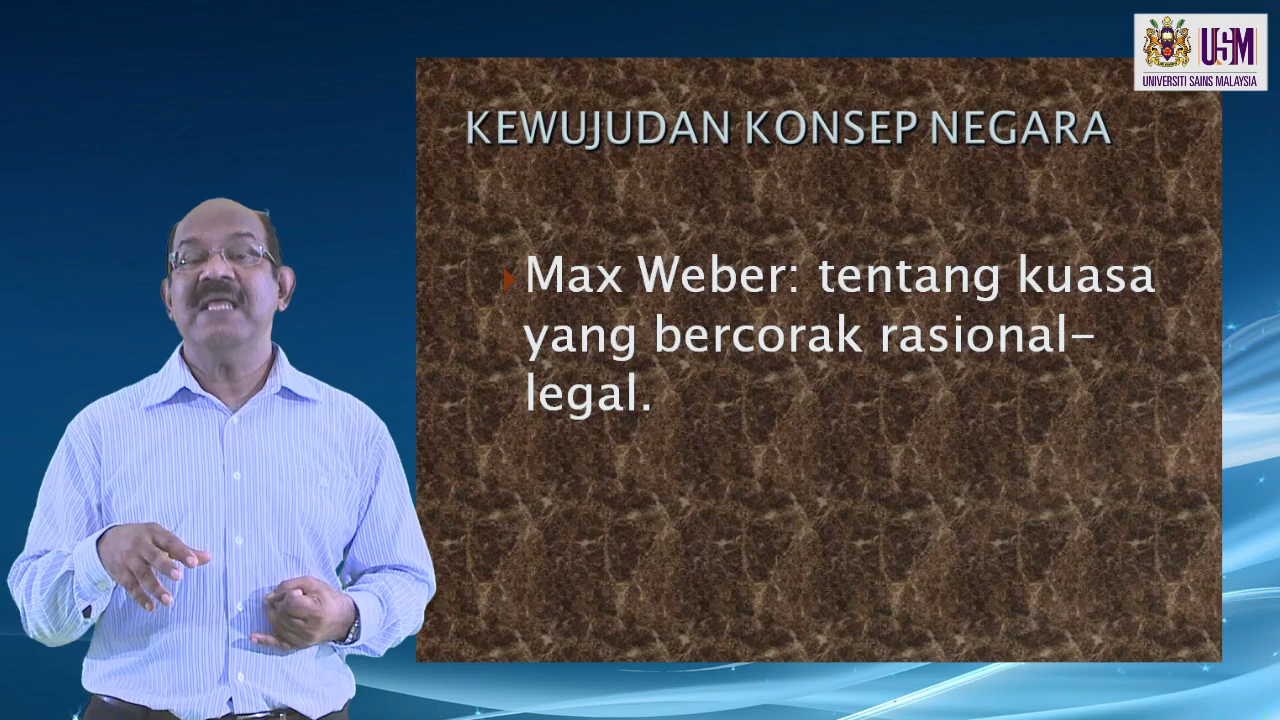 USM
UNIVERSITI SAINS MALAYSIA
KEWUJUDAN KONSEP NEGARA
Max Weber: tentang kuasa
yang bercorak rasional-
legal.